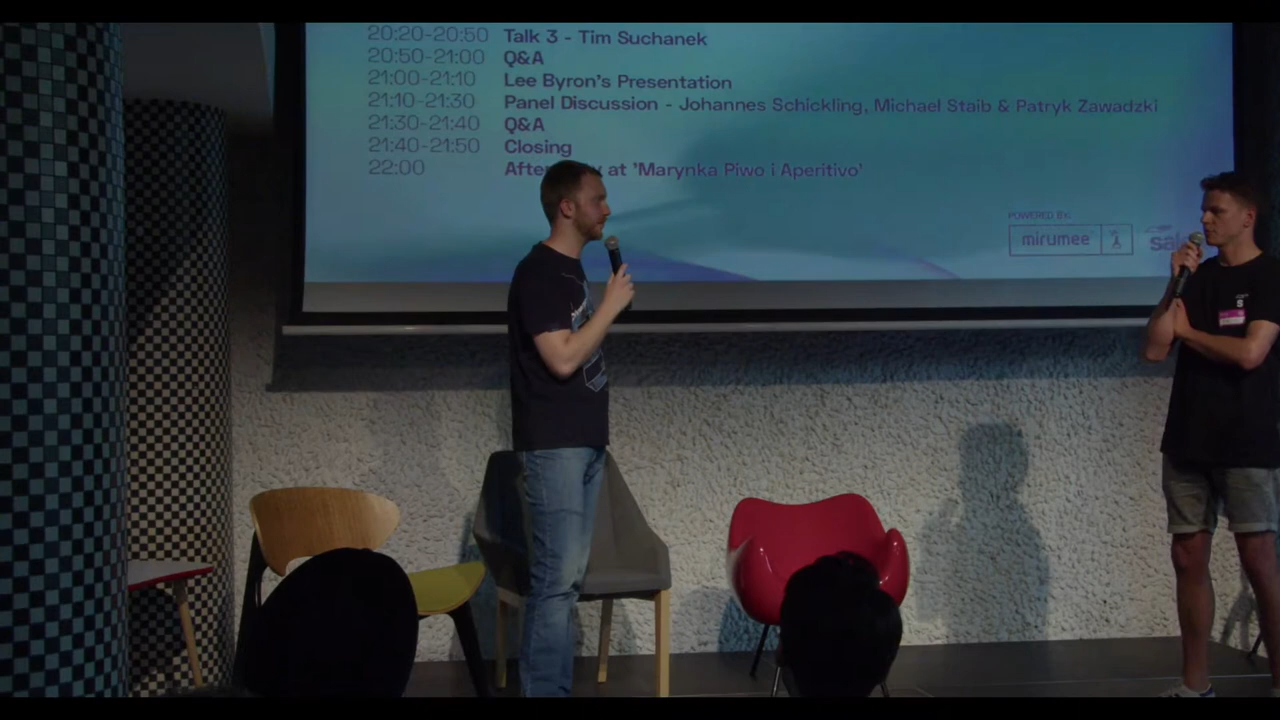 20:20-20:50 Talk 3 - Tim Suchanek
20:50-21:00 Q&A
21:00-21:10 Lee Byron's Presentation
21:10-21:30 Panel Discussion - Johannes Schickling, Michael Staib & Patryk Zawadzki
21:30-21:40 Q&A
21:40-21:50 Closing
22:00 at 'Marynka Piwo i Aperitivo'
POWERED BY:
mirumee
S